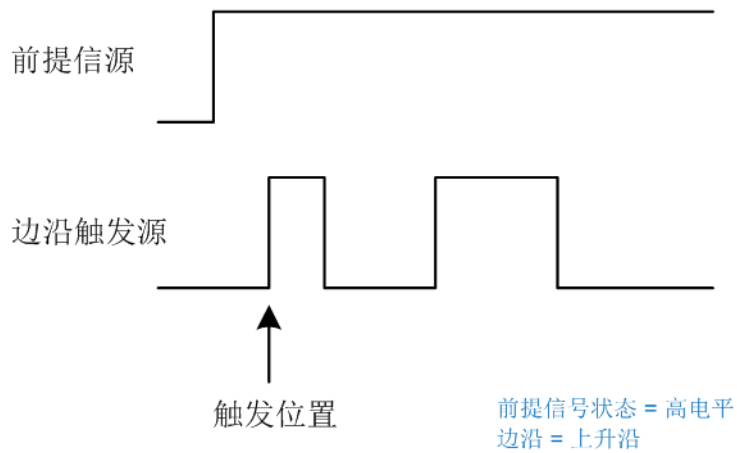 前提信源
边沿触发源
触发位置
前提信号状态 = 高电平
边沿 = 上升沿